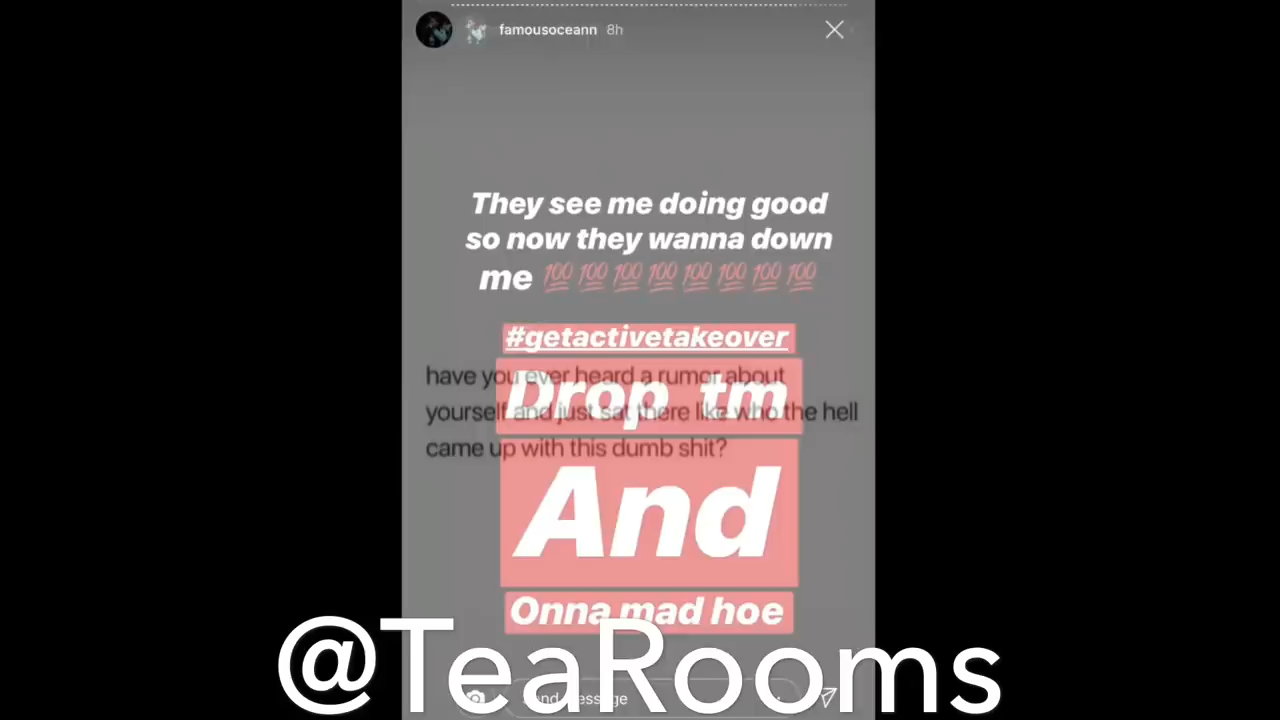 famousoceann 8h
They see me doing good
so now they wanna down
me 💯💯💯💯💯💯💯💯
#getactivetakeover
have you ever heard a rumor about
Drop tm
yourself and just sat there like who the hell
came up with this dumb shit?
And
Onna mad hoe
@TeaRooms
Send message